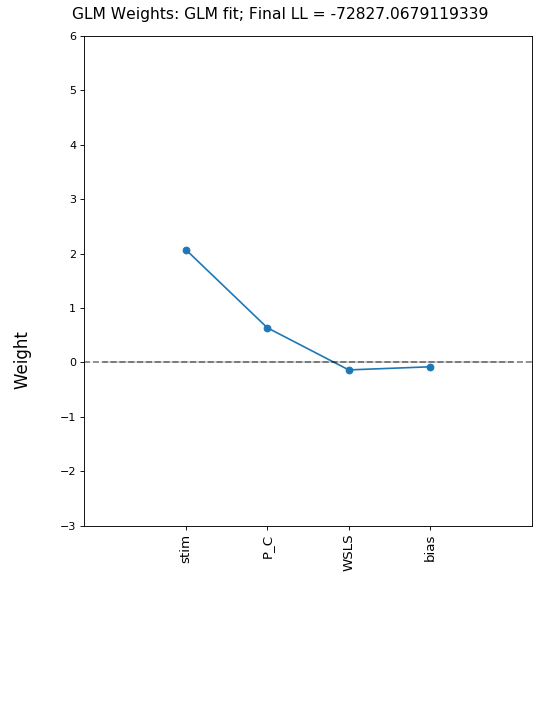 GLM Weights: GLM fit; Final LL = -72827.0679119339
6
5
4
3
2
1
0
−1
−2
−3
Weight
stim
P_C
WSLS
bias